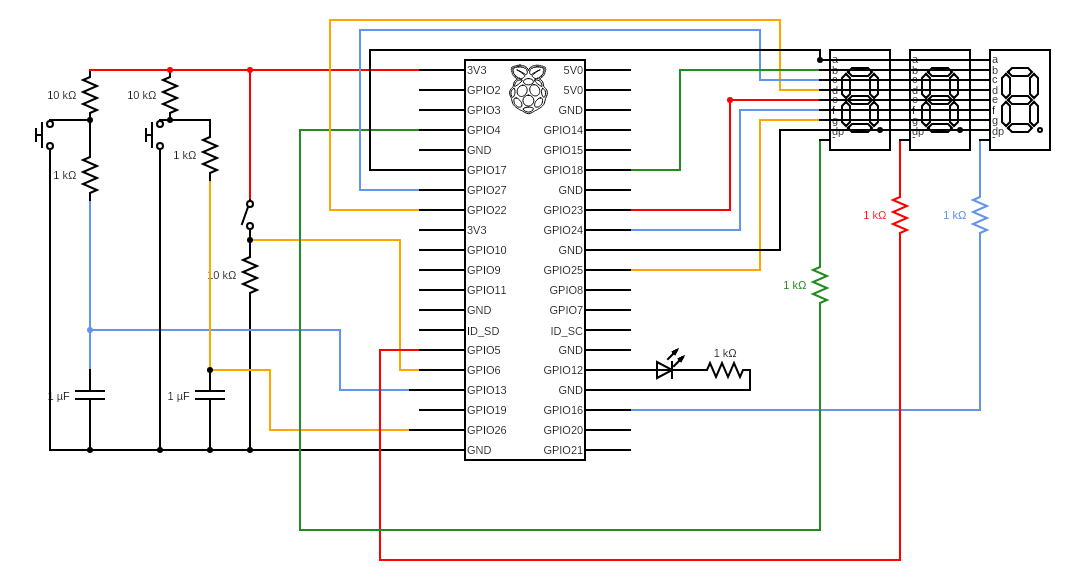 a a a
b b b
c c c
d d d
e e e
f f f
g g g
dp dp dp
- - -
3V3 5V0
GPIO2 5V0
GPIO3 GND
GPIO4 GPIO14
GND GPIO15
GPIO17 GPIO18
GPIO27 GND
GPIO22 GPIO23
3V3 GPIO24
GPIO10 GND
GPIO9 GPIO25
GPIO11 GPIO8
GND GPIO7
ID_SD ID_SC
GPIO5 GND
GPIO6 GPIO12
GPIO13 GND
GPIO19 GPIO16
GPIO26 GPIO20
GND GPIO21
10 kΩ 10 kΩ
1 kΩ
1 kΩ
1 kΩ 1 kΩ
10 kΩ
1 kΩ
1 kΩ
1 µF 1 µF